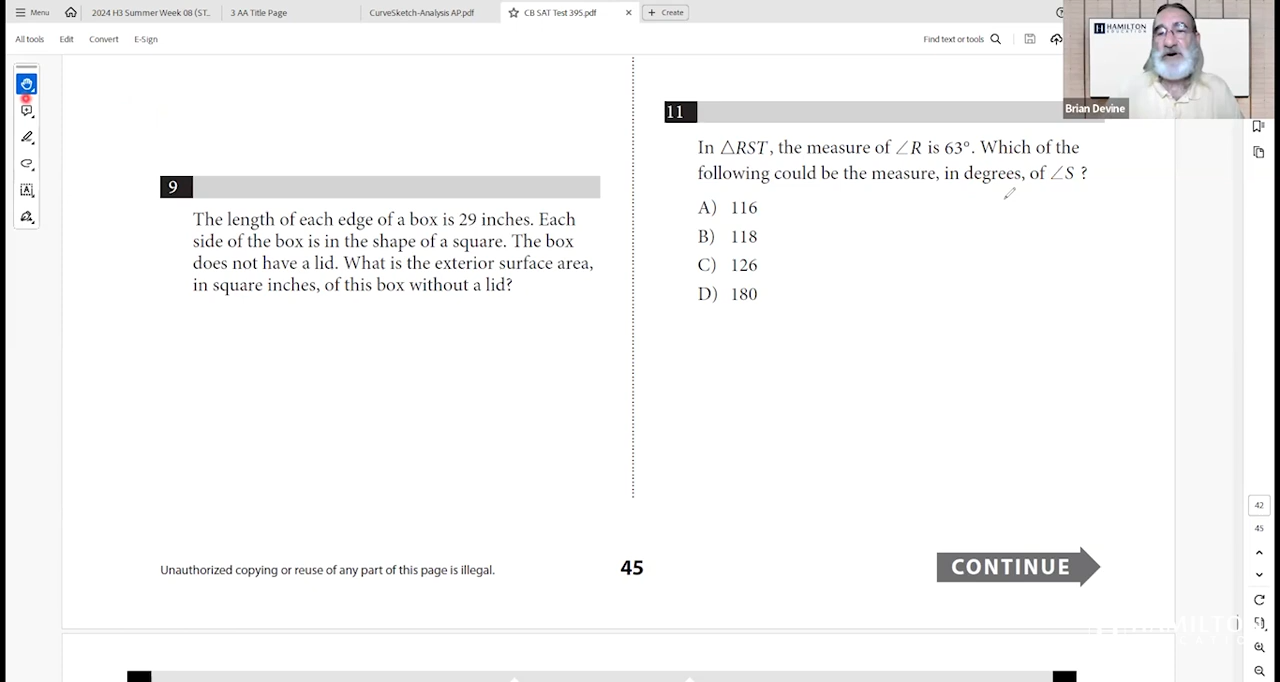 Menu
2024 H3 Summer Week 08 (ST...
3 AA Title Page
CurveSketch-Analysis AP.pdf
CB SAT Test 395.pdf
Create
All tools
Edit
Convert
E-Sign
Find text or tools
HAMILTON
EDUCATION
Brian Devine
9
The length of each edge of a box is 29 inches. Each
side of the box is in the shape of a square. The box
does not have a lid. What is the exterior surface area,
in square inches, of this box without a lid?
11
In △RST, the measure of ∠R is 63°. Which of the
following could be the measure, in degrees, of ∠S ?
A) 116
B) 118
C) 126
D) 180
Unauthorized copying or reuse of any part of this page is illegal.
45
CONTINUE
42
45
HAMILTON